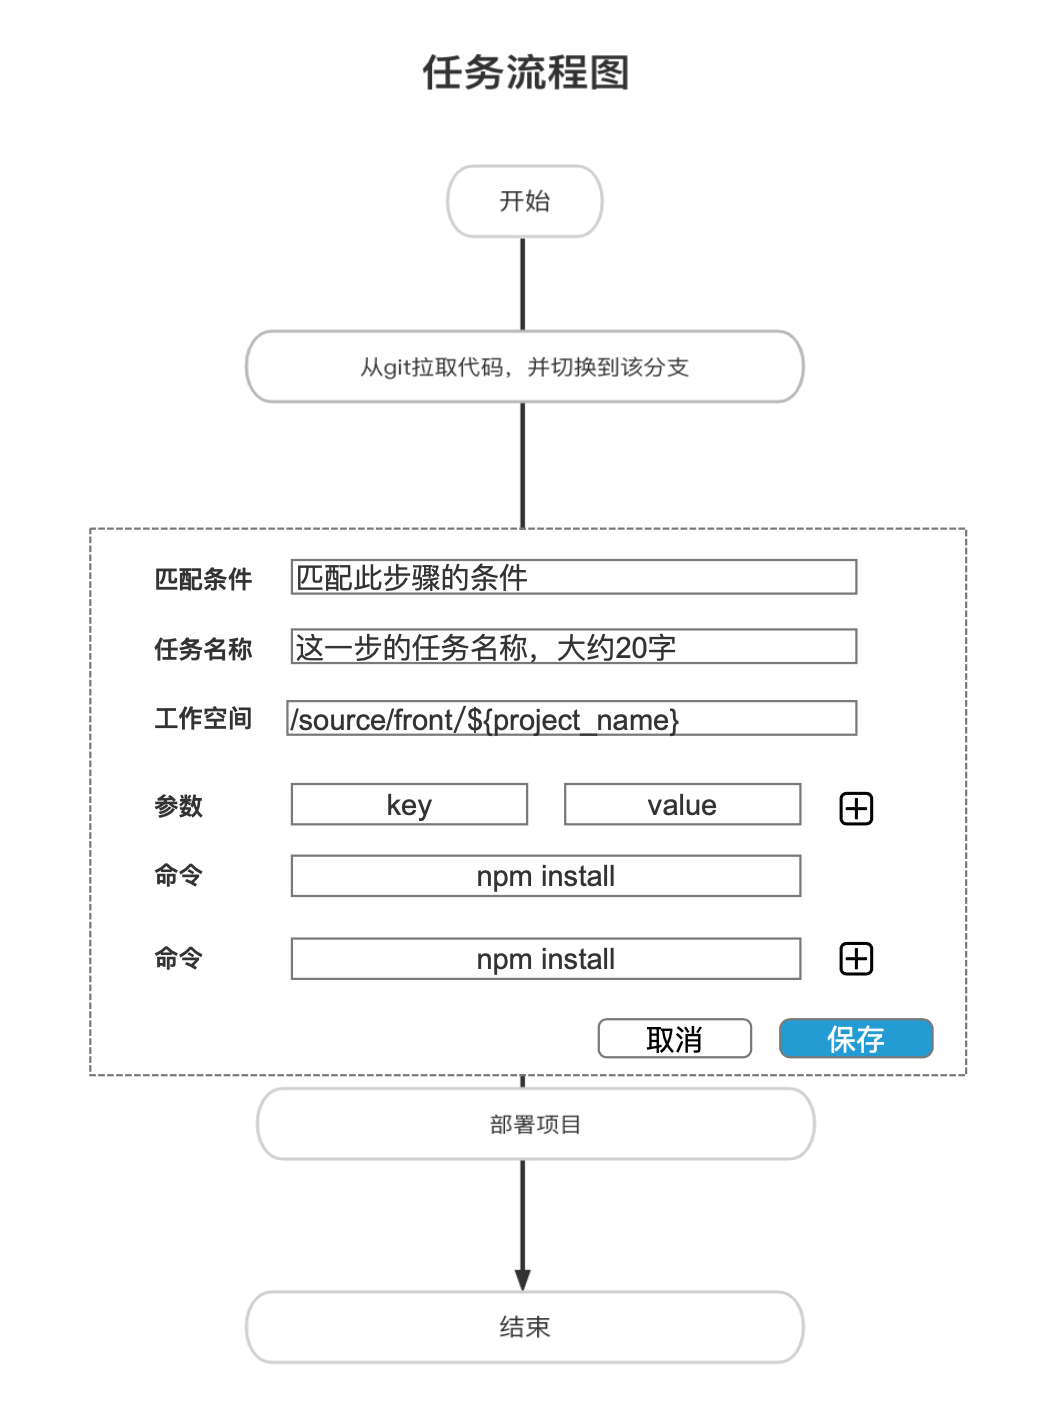 任务流程图
开始
从git拉取代码，并切换到该分支
匹配条件 匹配此步骤的条件
任务名称 这一步的任务名称，大约20字
工作空间 /source/front/${project_name}
参数 key value
命令 npm install
命令 npm install
取消 保存
部署项目
结束